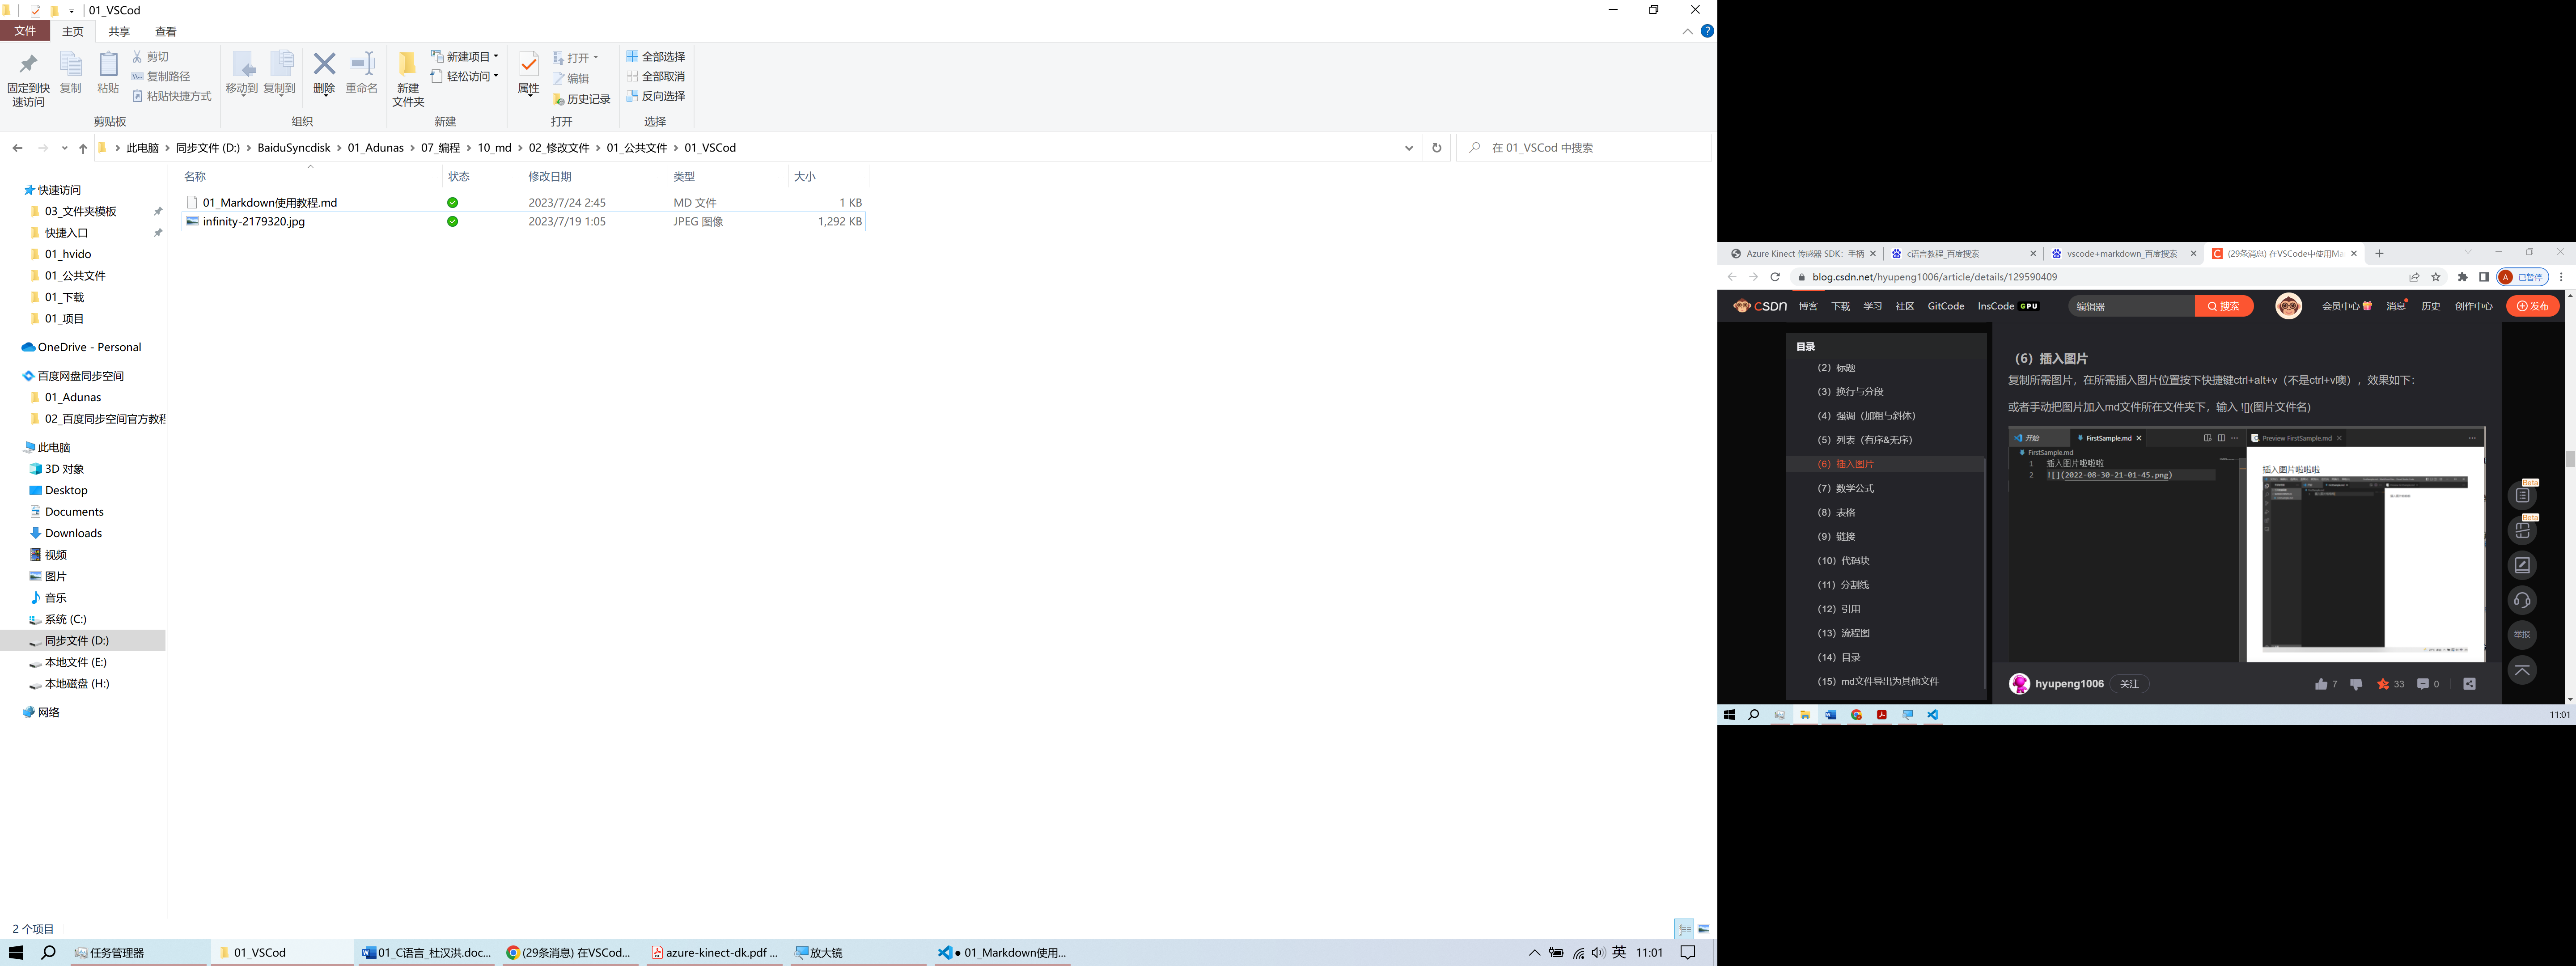 01_VSCod
文件 主页 共享 查看
固定到快速访问
复制
粘贴
剪切
复制路径
粘贴快捷方式
剪贴板
移动到
复制到
删除
重命名
组织
新建文件夹
新建项目
轻松访问
新建
属性
打开
编辑
历史记录
打开
全部选择
全部取消
反向选择
选择
此电脑 同步文件 (D:) BaiduSyncdisk 01_Adunas 07_编程 10_md 02_修改文件 01_公共文件 01_VSCod
在 01_VSCod 中搜索
名称 状态 修改日期 类型 大小
01_Markdown使用教程.md 2023/7/24 2:45 MD 文件 1 KB
infinity-2179320.jpg 2023/7/19 1:05 JPEG 图像 1,292 KB
快速访问
03_文件夹模板
快捷入口
01_hvido
01_公共文件
01_下载
01_项目
OneDrive - Personal
百度网盘同步空间
01_Adunas
02_百度同步空间官方教程
此电脑
3D 对象
Desktop
Documents
Downloads
视频
图片
音乐
系统 (C:)
同步文件 (D:)
本地文件 (E:)
本地磁盘 (H:)
网络
2 个项目
任务管理器 01_VSCod 01_C语言_杜汉洪.doc... (29条消息) 在VSCod... azure-kinect-dk.pdf ... 放大镜 ● 01_Markdown使用... 英 11:01
Azure Kinect 传感器 SDK：手柄 c语言教程_百度搜索 vscode+markdown_百度搜索 (29条消息) 在VSCode中使用Ma
blog.csdn.net/hyupeng1006/article/details/129590409 A 已暂停
CSDN 博客 下载 学习 社区 GitCode InsCode GPU 编辑器 搜索 会员中心 消息 历史 创作中心 发布
目录
（2）标题
（3）换行与分段
（4）强调（加粗与斜体）
（5）列表（有序&无序）
（6）插入图片
（7）数学公式
（8）表格
（9）链接
（10）代码块
（11）分割线
（12）引用
（13）流程图
（14）目录
（15）md文件导出为其他文件
（6）插入图片
复制所需图片，在所需插入图片位置按下快捷键ctrl+alt+v（不是ctrl+v噢），效果如下：
或者手动把图片加入md文件所在文件夹下，输入 ![](图片文件名)
开始 FirstSample.md Preview FirstSample.md
FirstSample.md
1 插入图片啦啦啦
2 ![](2022-08-30-21-01-45.png)
插入图片啦啦啦
Beta
Beta
举报
hyupeng1006 关注 7 33 0
11:01